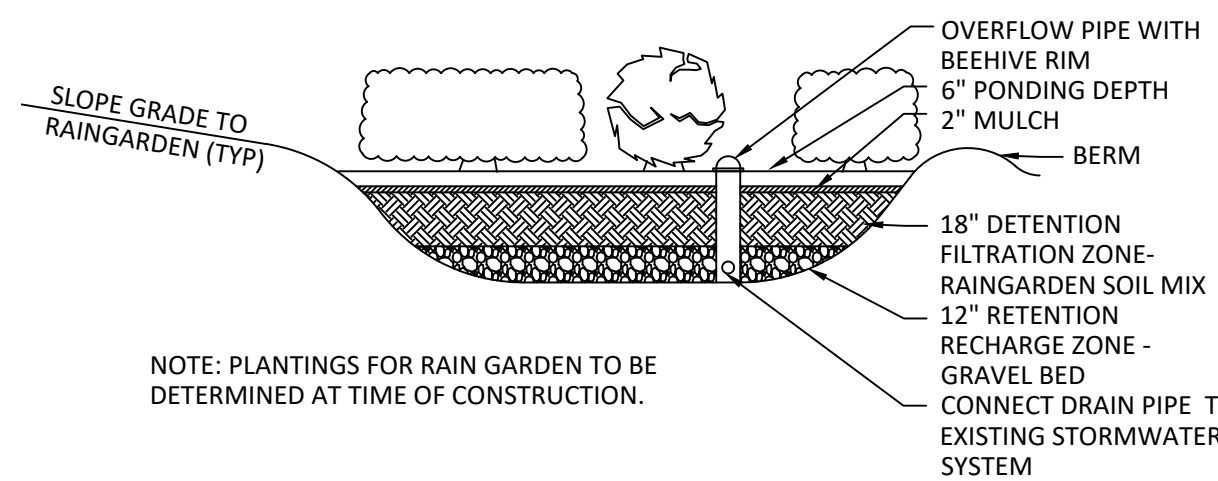 SLOPE GRADE TO
RAINGARDEN (TYP)
OVERFLOW PIPE WITH
BEEHIVE RIM
6" PONDING DEPTH
2" MULCH
BERM
18" DETENTION
FILTRATION ZONE-
RAINGARDEN SOIL MIX
12" RETENTION
RECHARGE ZONE -
GRAVEL BED
CONNECT DRAIN PIPE T
EXISTING STORMWATER
SYSTEM
NOTE: PLANTINGS FOR RAIN GARDEN TO BE
DETERMINED AT TIME OF CONSTRUCTION.